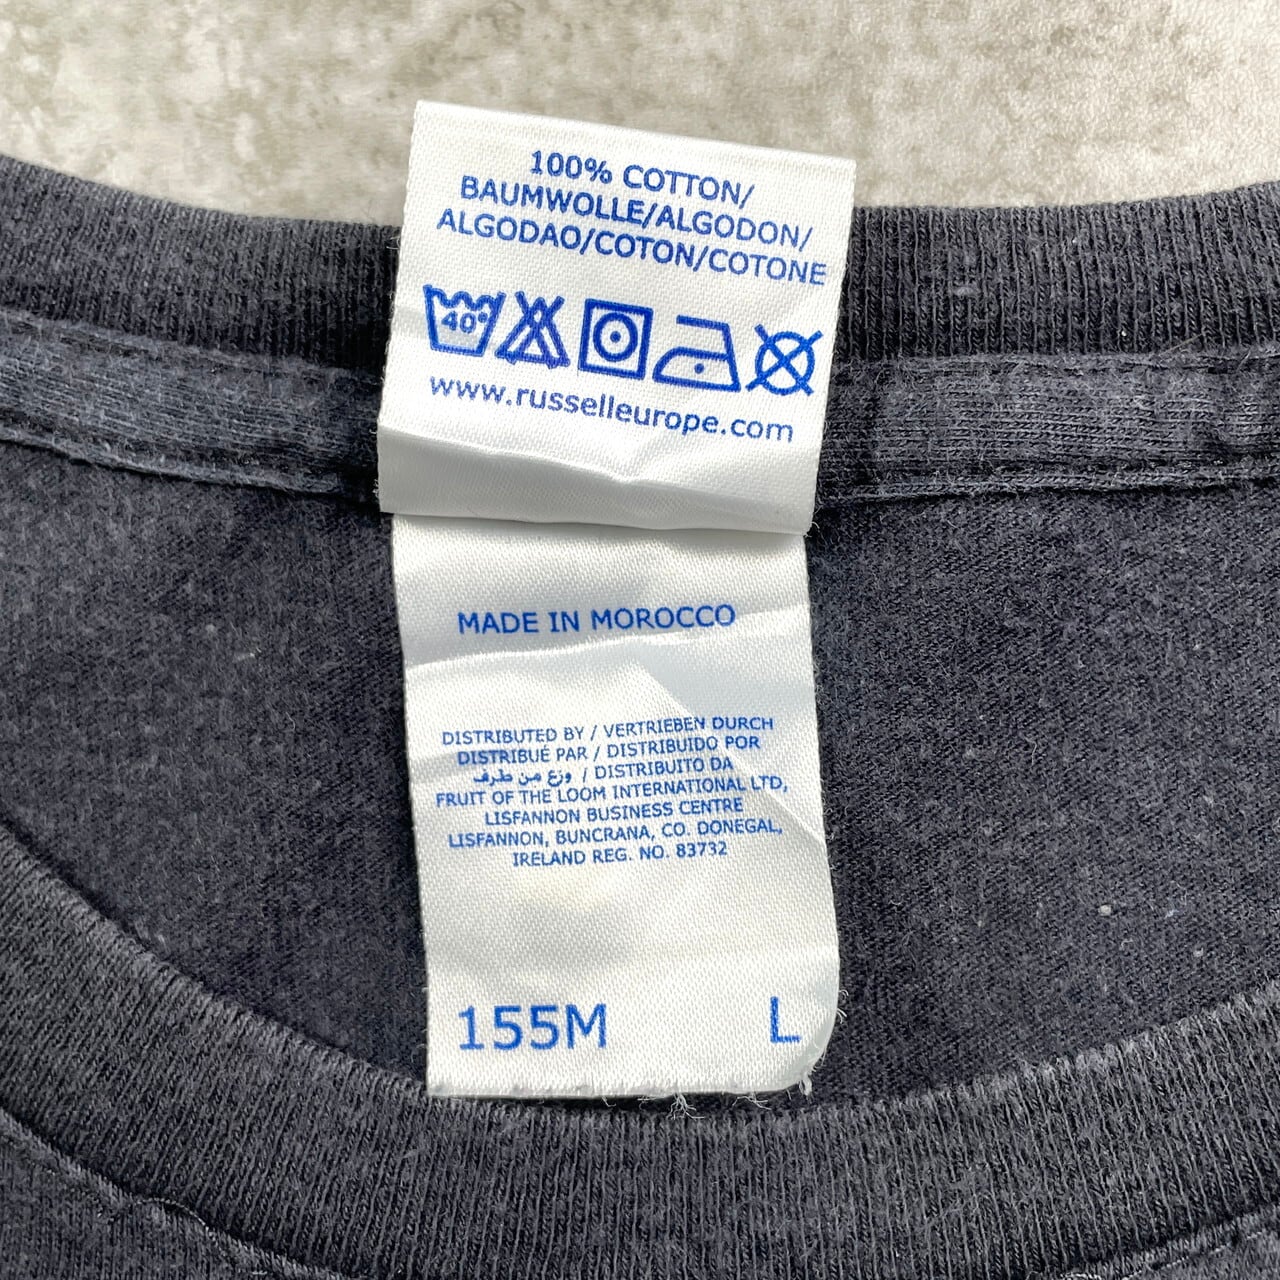 100% COTTON/
BAUMWOLLE/ALGODON/
ALGODAO/COTON/COTONE
40°
www.russelleurope.com
MADE IN MOROCCO
DISTRIBUTED BY / VERTRIEBEN DURCH
DISTRIBUÉ PAR / DISTRIBUIDO POR
وزع من طرف / DISTRIBUITO DA
FRUIT OF THE LOOM INTERNATIONAL LTD,
LISFANNON BUSINESS CENTRE
LISFANNON, BUNCRANA, CO. DONEGAL,
IRELAND REG. NO. 83732
155M L